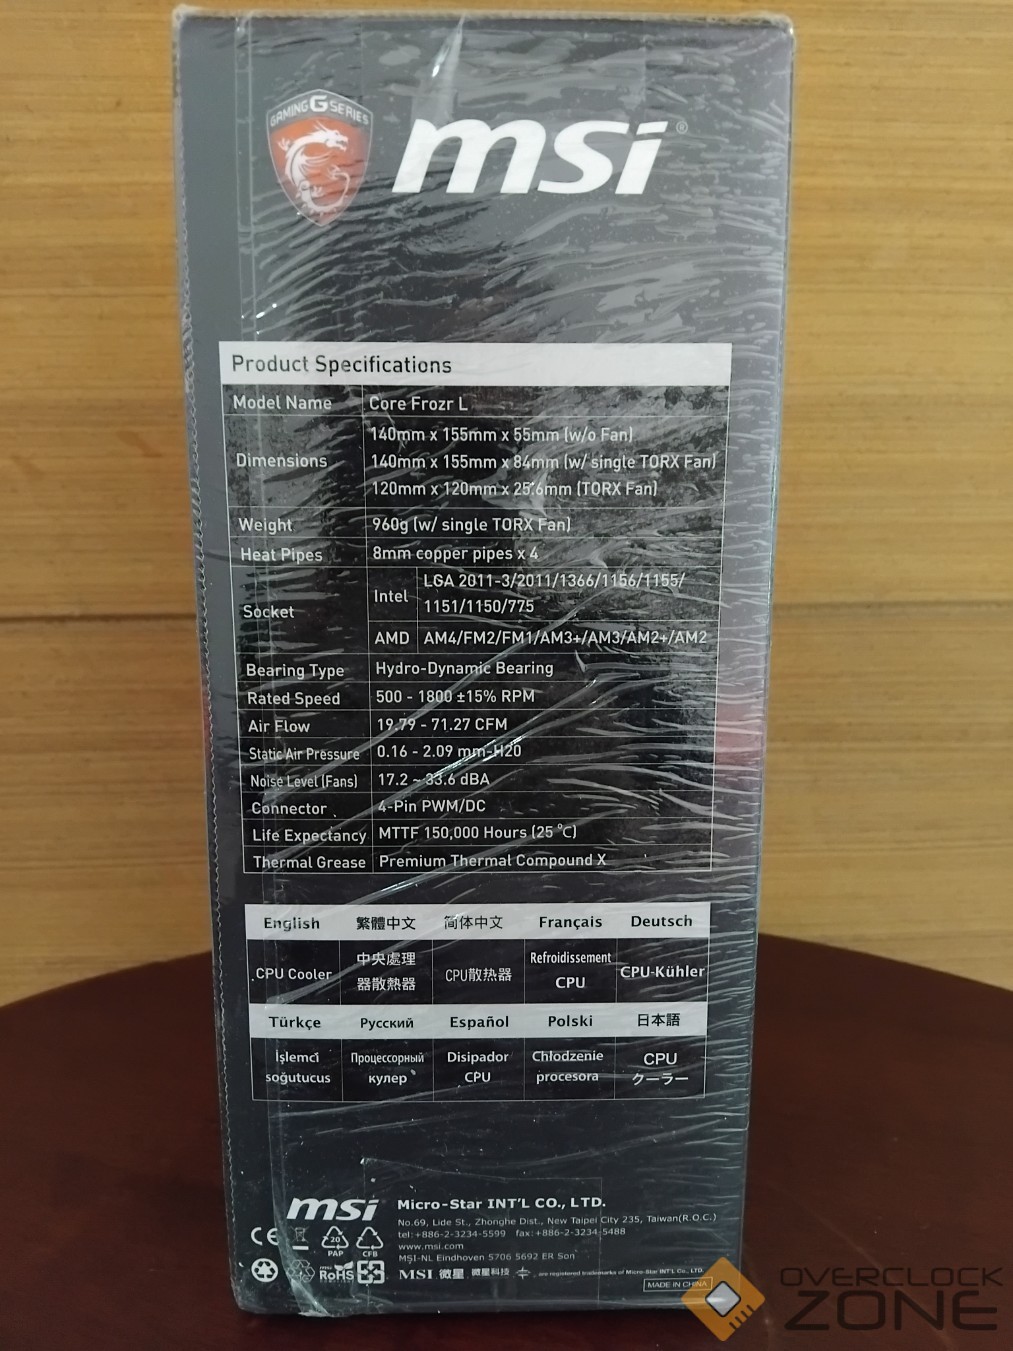 GAMING G SERIES
msi®
Product Specifications
Model Name Core Frozr L
Dimensions
140mm x 155mm x 55mm (w/o Fan)
140mm x 155mm x 84mm (w/ single TORX Fan)
120mm x 120mm x 25.6mm (TORX Fan)
Weight 960g (w/ single TORX Fan)
Heat Pipes 8mm copper pipes x 4
Socket
Intel
LGA 2011-3/2011/1366/1156/1155/
1151/1150/775
AMD AM4/FM2/FM1/AM3+/AM3/AM2+/AM2
Bearing Type Hydro-Dynamic Bearing
Rated Speed 500 - 1800 ±15% RPM
Air Flow 19.79 - 71.27 CFM
Static Air Pressure 0.16 - 2.09 mm-H2O
Noise Level (Fans) 17.2 ~ 33.6 dBA
Connector 4-Pin PWM/DC
Life Expectancy MTTF 150,000 Hours (25 ℃)
Thermal Grease Premium Thermal Compound X
English 繁體中文 简体中文 Français Deutsch
CPU Cooler
中央處理
器散熱器
CPU散热器
Refroidissement
CPU
CPU-Kühler
Türkçe Русский Español Polski 日本語
İşlemci
soğutucus
Процессорный
кулер
Disipador
CPU
Chłodzenie
procesora
CPU
クーラー
msi
Micro-Star INT'L CO., LTD.
No.69, Lide St., Zhonghe Dist., New Taipei City 235, Taiwan(R.O.C.)
tel:+886-2-3234-5599 fax:+886-2-3234-5488
www.msi.com
MSI-NL Eindhoven 5706 5692 ER Son
MSI 微星 微星科技 are registered trademarks of Micro-Star INT'L Co., LTD.
MADE IN CHINA
CE
20
PAP
CFB
RoHS
OVERCLOCK
ZONE